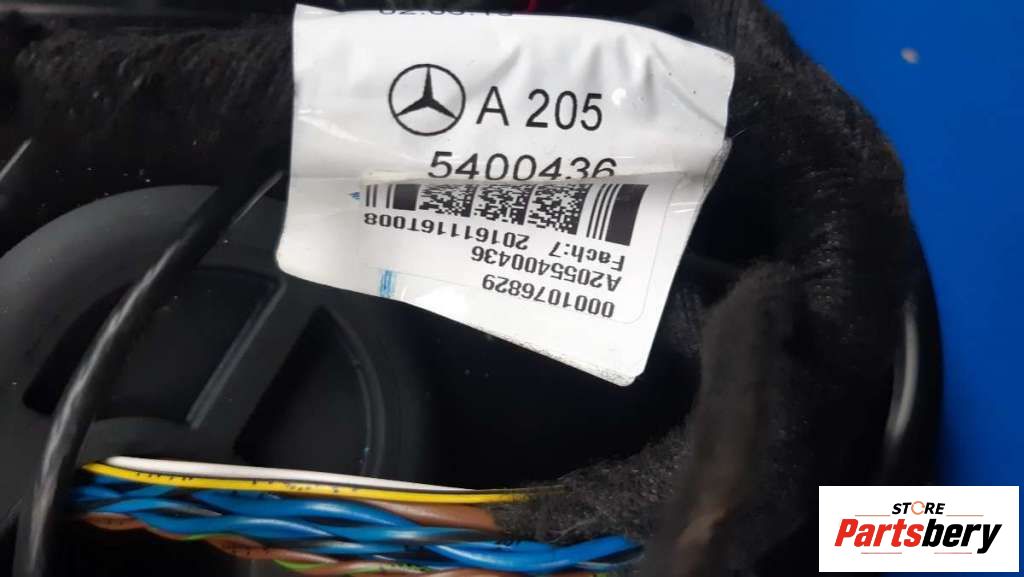 A 205
5400436
0001076829
A2055400436
Fach:7 20161116T008
STORE
Partsbery